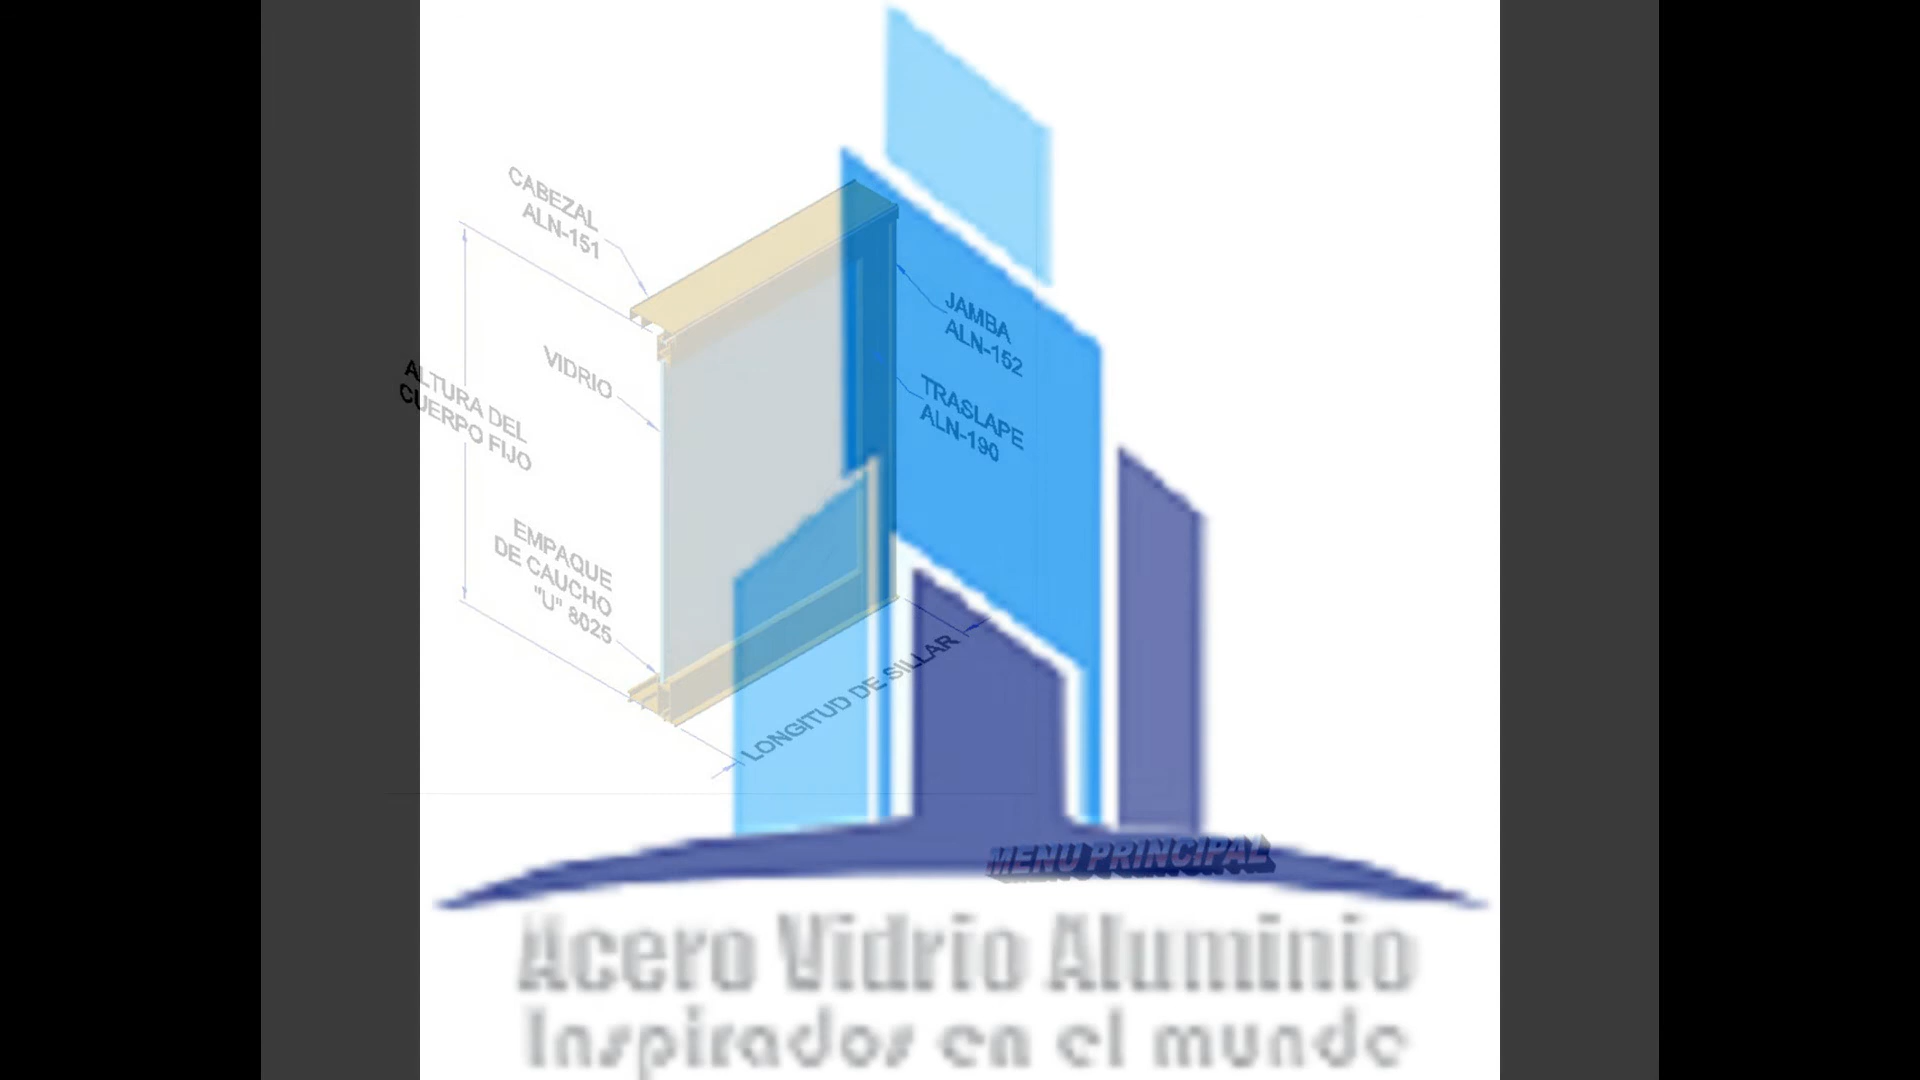 CABEZAL
ALN-151
JAMBA
ALN-152
VIDRIO
TRASLAPE
ALN-190
ALTURA DEL
CUERPO FIJO
EMPAQUE
DE CAUCHO
"U" 8025
LONGITUD DE SILLAR
MENU PRINCIPAL
Acero Vidrio Aluminio
Inspirados en el mundo